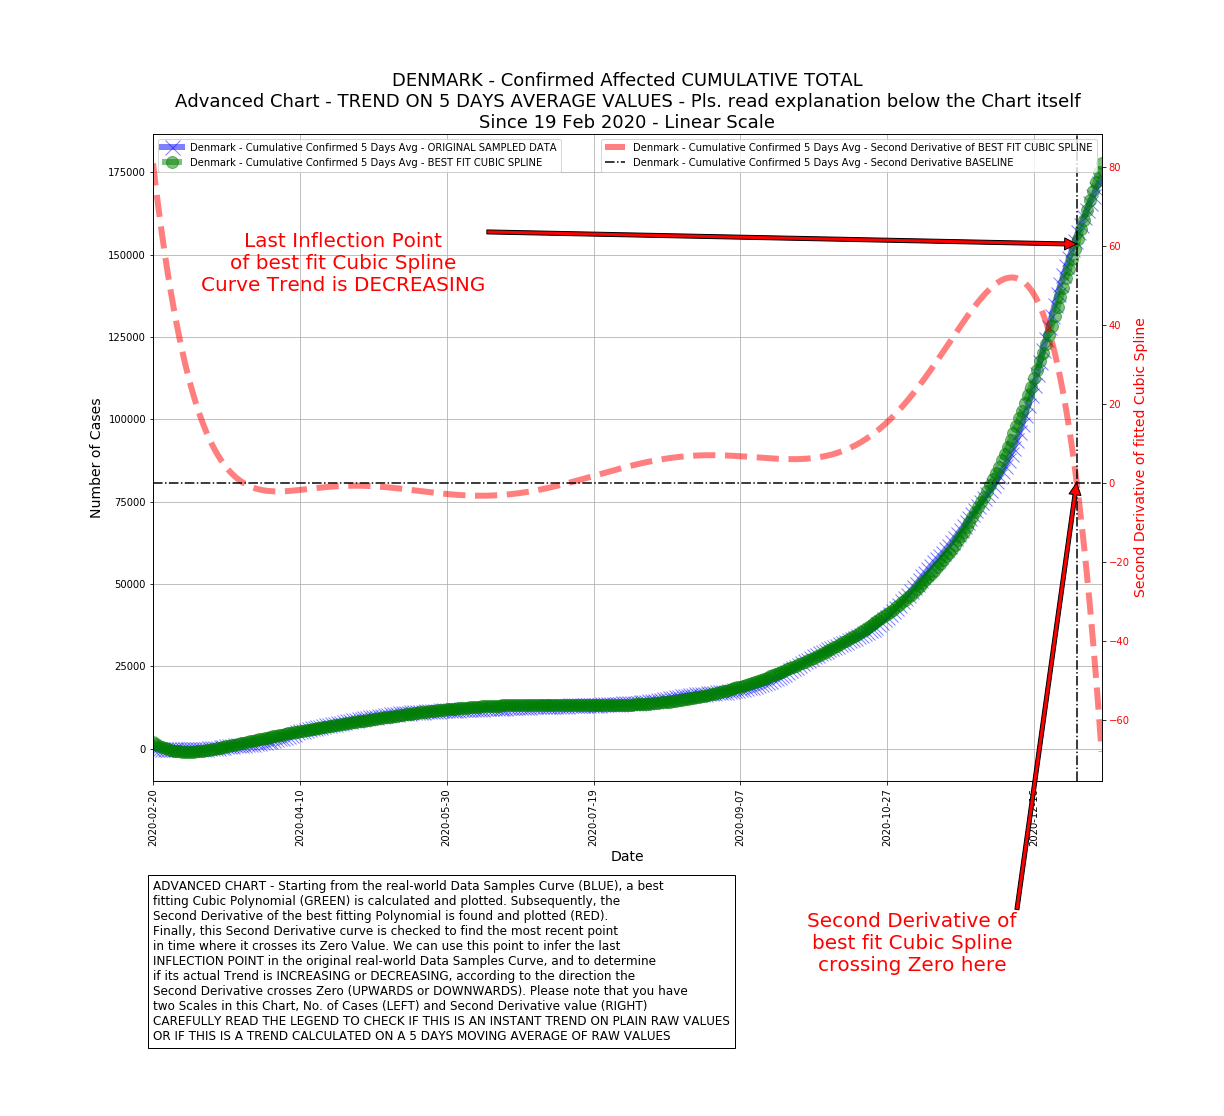 DENMARK - Confirmed Affected CUMULATIVE TOTAL
Advanced Chart - TREND ON 5 DAYS AVERAGE VALUES - Pls. read explanation below the Chart itself
Since 19 Feb 2020 - Linear Scale
Denmark - Cumulative Confirmed 5 Days Avg - ORIGINAL SAMPLED DATA
Denmark - Cumulative Confirmed 5 Days Avg - BEST FIT CUBIC SPLINE
Denmark - Cumulative Confirmed 5 Days Avg - Second Derivative of BEST FIT CUBIC SPLINE
Denmark - Cumulative Confirmed 5 Days Avg - Second Derivative BASELINE
Last Inflection Point
of best fit Cubic Spline
Curve Trend is DECREASING
Number of Cases
175000
150000
125000
100000
75000
50000
25000
0
80
60
40
20
0
−20
−40
−60
Second Derivative of fitted Cubic Spline
2020-02-20
2020-04-10
2020-05-30
2020-07-19
2020-09-07
2020-10-27
2020-12-16
Date
ADVANCED CHART - Starting from the real-world Data Samples Curve (BLUE), a best
fitting Cubic Polynomial (GREEN) is calculated and plotted. Subsequently, the
Second Derivative of the best fitting Polynomial is found and plotted (RED).
Finally, this Second Derivative curve is checked to find the most recent point
in time where it crosses its Zero Value. We can use this point to infer the last
INFLECTION POINT in the original real-world Data Samples Curve, and to determine
if its actual Trend is INCREASING or DECREASING, according to the direction the
Second Derivative crosses Zero (UPWARDS or DOWNWARDS). Please note that you have
two Scales in this Chart, No. of Cases (LEFT) and Second Derivative value (RIGHT)
CAREFULLY READ THE LEGEND TO CHECK IF THIS IS AN INSTANT TREND ON PLAIN RAW VALUES
OR IF THIS IS A TREND CALCULATED ON A 5 DAYS MOVING AVERAGE OF RAW VALUES
Second Derivative of
best fit Cubic Spline
crossing Zero here